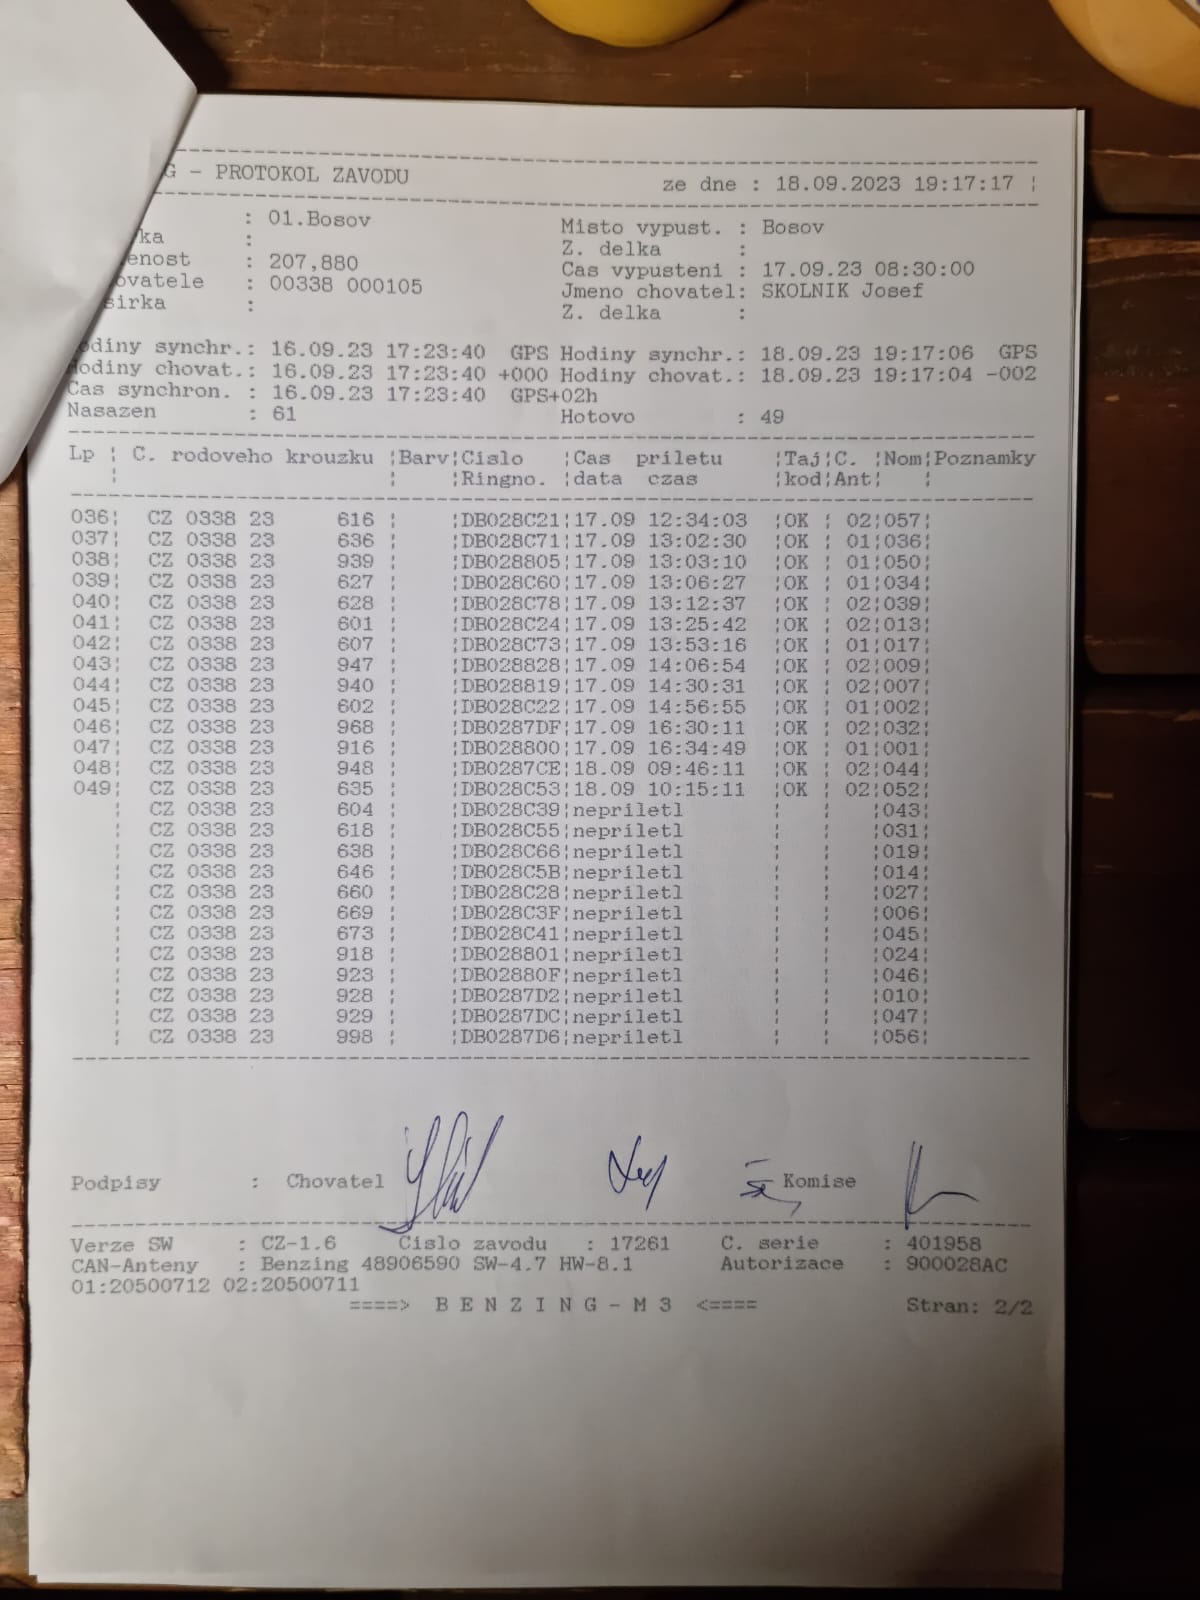 G - PROTOKOL ZAVODU ze dne : 18.09.2023 19:17:17 ¦
: 01.Bosov Misto vypust. : Bosov
ka : Z. delka :
enost : 207,880 Cas vypusteni : 17.09.23 08:30:00
ovatele : 00338 000105 Jmeno chovatel: SKOLNIK Josef
sirka : Z. delka :
odiny synchr.: 16.09.23 17:23:40 GPS Hodiny synchr.: 18.09.23 19:17:06 GPS
Hodiny chovat.: 16.09.23 17:23:40 +000 Hodiny chovat.: 18.09.23 19:17:04 -002
Cas synchron. : 16.09.23 17:23:40 GPS+02h
Nasazen : 61 Hotovo : 49
Lp ¦ C. rodoveho krouzku ¦Barv¦Cislo ¦Cas priletu ¦Taj¦C. ¦Nom¦Poznamky
¦ ¦ ¦Ringno. ¦data czas ¦kod¦Ant¦ ¦
036¦ CZ 0338 23 616 ¦ ¦DB028C21¦17.09 12:34:03 ¦OK ¦ 02¦057¦
037¦ CZ 0338 23 636 ¦ ¦DB028C71¦17.09 13:02:30 ¦OK ¦ 01¦036¦
038¦ CZ 0338 23 939 ¦ ¦DB028805¦17.09 13:03:10 ¦OK ¦ 01¦050¦
039¦ CZ 0338 23 627 ¦ ¦DB028C60¦17.09 13:06:27 ¦OK ¦ 01¦034¦
040¦ CZ 0338 23 628 ¦ ¦DB028C78¦17.09 13:12:37 ¦OK ¦ 02¦039¦
041¦ CZ 0338 23 601 ¦ ¦DB028C24¦17.09 13:25:42 ¦OK ¦ 02¦013¦
042¦ CZ 0338 23 607 ¦ ¦DB028C73¦17.09 13:53:16 ¦OK ¦ 01¦017¦
043¦ CZ 0338 23 947 ¦ ¦DB028828¦17.09 14:06:54 ¦OK ¦ 02¦009¦
044¦ CZ 0338 23 940 ¦ ¦DB028819¦17.09 14:30:31 ¦OK ¦ 02¦007¦
045¦ CZ 0338 23 602 ¦ ¦DB028C22¦17.09 14:56:55 ¦OK ¦ 01¦002¦
046¦ CZ 0338 23 968 ¦ ¦DB0287DF¦17.09 16:30:11 ¦OK ¦ 02¦032¦
047¦ CZ 0338 23 916 ¦ ¦DB028800¦17.09 16:34:49 ¦OK ¦ 01¦001¦
048¦ CZ 0338 23 948 ¦ ¦DB0287CE¦18.09 09:46:11 ¦OK ¦ 02¦044¦
049¦ CZ 0338 23 635 ¦ ¦DB028C53¦18.09 10:15:11 ¦OK ¦ 02¦052¦
¦ CZ 0338 23 604 ¦ ¦DB028C39¦nepriletl ¦ ¦ ¦043¦
¦ CZ 0338 23 618 ¦ ¦DB028C55¦nepriletl ¦ ¦ ¦031¦
¦ CZ 0338 23 638 ¦ ¦DB028C66¦nepriletl ¦ ¦ ¦019¦
¦ CZ 0338 23 646 ¦ ¦DB028C5B¦nepriletl ¦ ¦ ¦014¦
¦ CZ 0338 23 660 ¦ ¦DB028C28¦nepriletl ¦ ¦ ¦027¦
¦ CZ 0338 23 669 ¦ ¦DB028C3F¦nepriletl ¦ ¦ ¦006¦
¦ CZ 0338 23 673 ¦ ¦DB028C41¦nepriletl ¦ ¦ ¦045¦
¦ CZ 0338 23 918 ¦ ¦DB028801¦nepriletl ¦ ¦ ¦024¦
¦ CZ 0338 23 923 ¦ ¦DB02880F¦nepriletl ¦ ¦ ¦046¦
¦ CZ 0338 23 928 ¦ ¦DB0287D2¦nepriletl ¦ ¦ ¦010¦
¦ CZ 0338 23 929 ¦ ¦DB0287DC¦nepriletl ¦ ¦ ¦047¦
¦ CZ 0338 23 998 ¦ ¦DB0287D6¦nepriletl ¦ ¦ ¦056¦
Podpisy : Chovatel Komise
Verze SW : CZ-1.6 Cislo zavodu : 17261 C. serie : 401958
CAN-Anteny : Benzing 48906590 SW-4.7 HW-8.1 Autorizace : 900028AC
01:20500712 02:20500711
====> B E N Z I N G - M 3 <==== Stran: 2/2